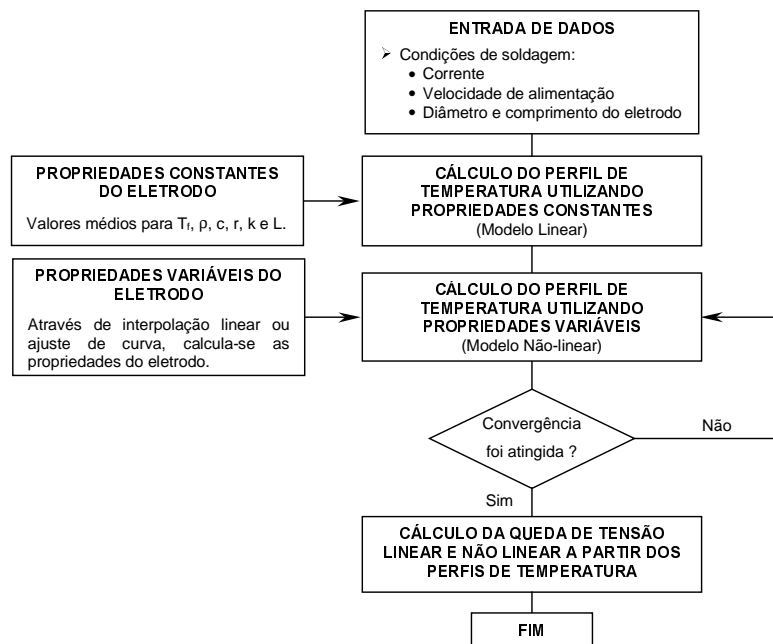 ENTRADA DE DADOS
➢ Condições de soldagem:
• Corrente
• Velocidade de alimentação
• Diâmetro e comprimento do eletrodo
PROPRIEDADES CONSTANTES
DO ELETRODO
Valores médios para Tf, ρ, c, r, k e L.
CÁLCULO DO PERFIL DE
TEMPERATURA UTILIZANDO
PROPRIEDADES CONSTANTES
(Modelo Linear)
PROPRIEDADES VARIÁVEIS DO
ELETRODO
Através de interpolação linear ou
ajuste de curva, calcula-se as
propriedades do eletrodo.
CÁLCULO DO PERFIL DE
TEMPERATURA UTILIZANDO
PROPRIEDADES VARIÁVEIS
(Modelo Não-linear)
Convergência
foi atingida ?
Não
Sim
CÁLCULO DA QUEDA DE TENSÃO
LINEAR E NÃO LINEAR A PARTIR DOS
PERFIS DE TEMPERATURA
FIM